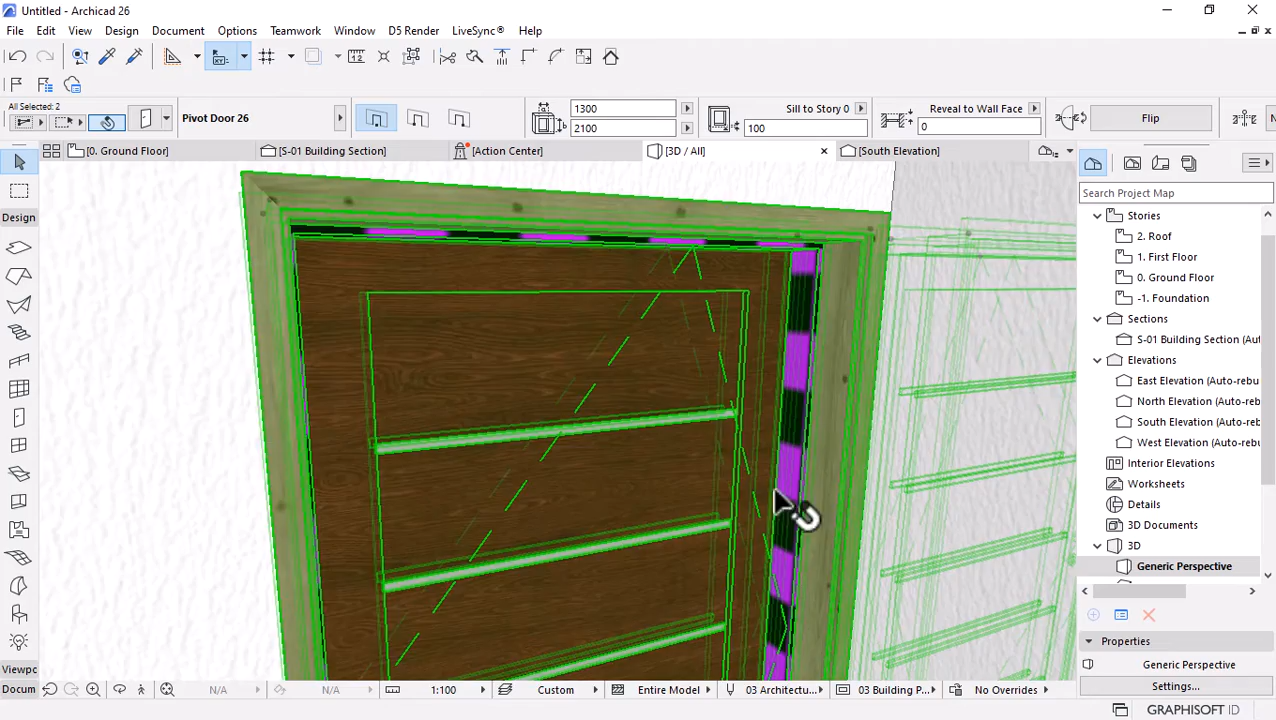 Untitled - Archicad 26
File Edit View Design Document Options Teamwork Window D5 Render LiveSync® Help
All Selected: 2
Pivot Door 26
1300
2100
Sill to Story 0
100
Reveal to Wall Face
0
Flip
[0. Ground Floor]
[S-01 Building Section]
[Action Center]
[3D / All]
[South Elevation]
Design
Viewpc
Docum
Search Project Map
Stories
2. Roof
1. First Floor
0. Ground Floor
-1. Foundation
Sections
S-01 Building Section (Aut
Elevations
East Elevation (Auto-rebu
North Elevation (Auto-reb
South Elevation (Auto-reb
West Elevation (Auto-rebu
Interior Elevations
Worksheets
Details
3D Documents
3D
Generic Perspective
Properties
Generic Perspective
Settings...
N/A
N/A
1:100
Custom
Entire Model
03 Architectu...
03 Building P...
No Overrides
GRAPHISOFT ID